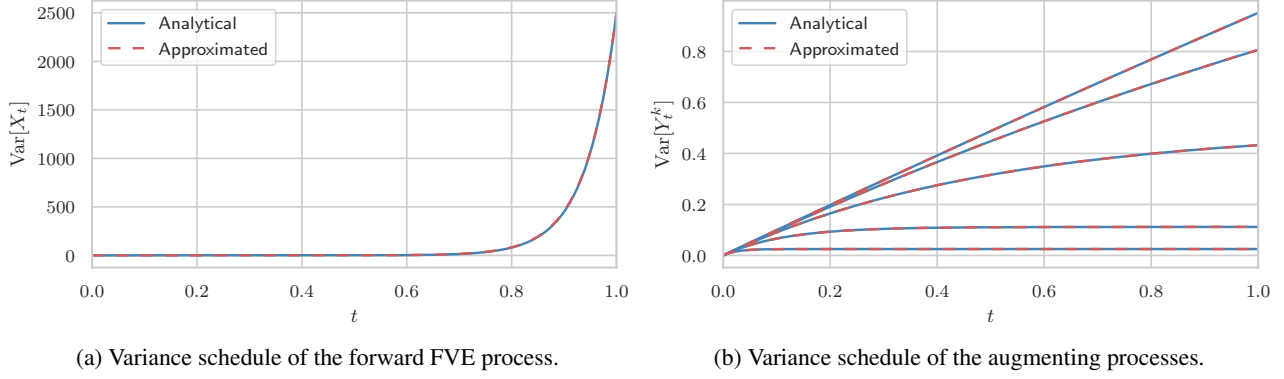 2500
2000
1500
1000
500
0
Var[X_t]
Analytical
Approximated
0.0 0.2 0.4 0.6 0.8 1.0
t
(a) Variance schedule of the forward FVE process.
0.8
0.6
0.4
0.2
0.0
Var[Y_t^k]
Analytical
Approximated
0.0 0.2 0.4 0.6 0.8 1.0
t
(b) Variance schedule of the augmenting processes.